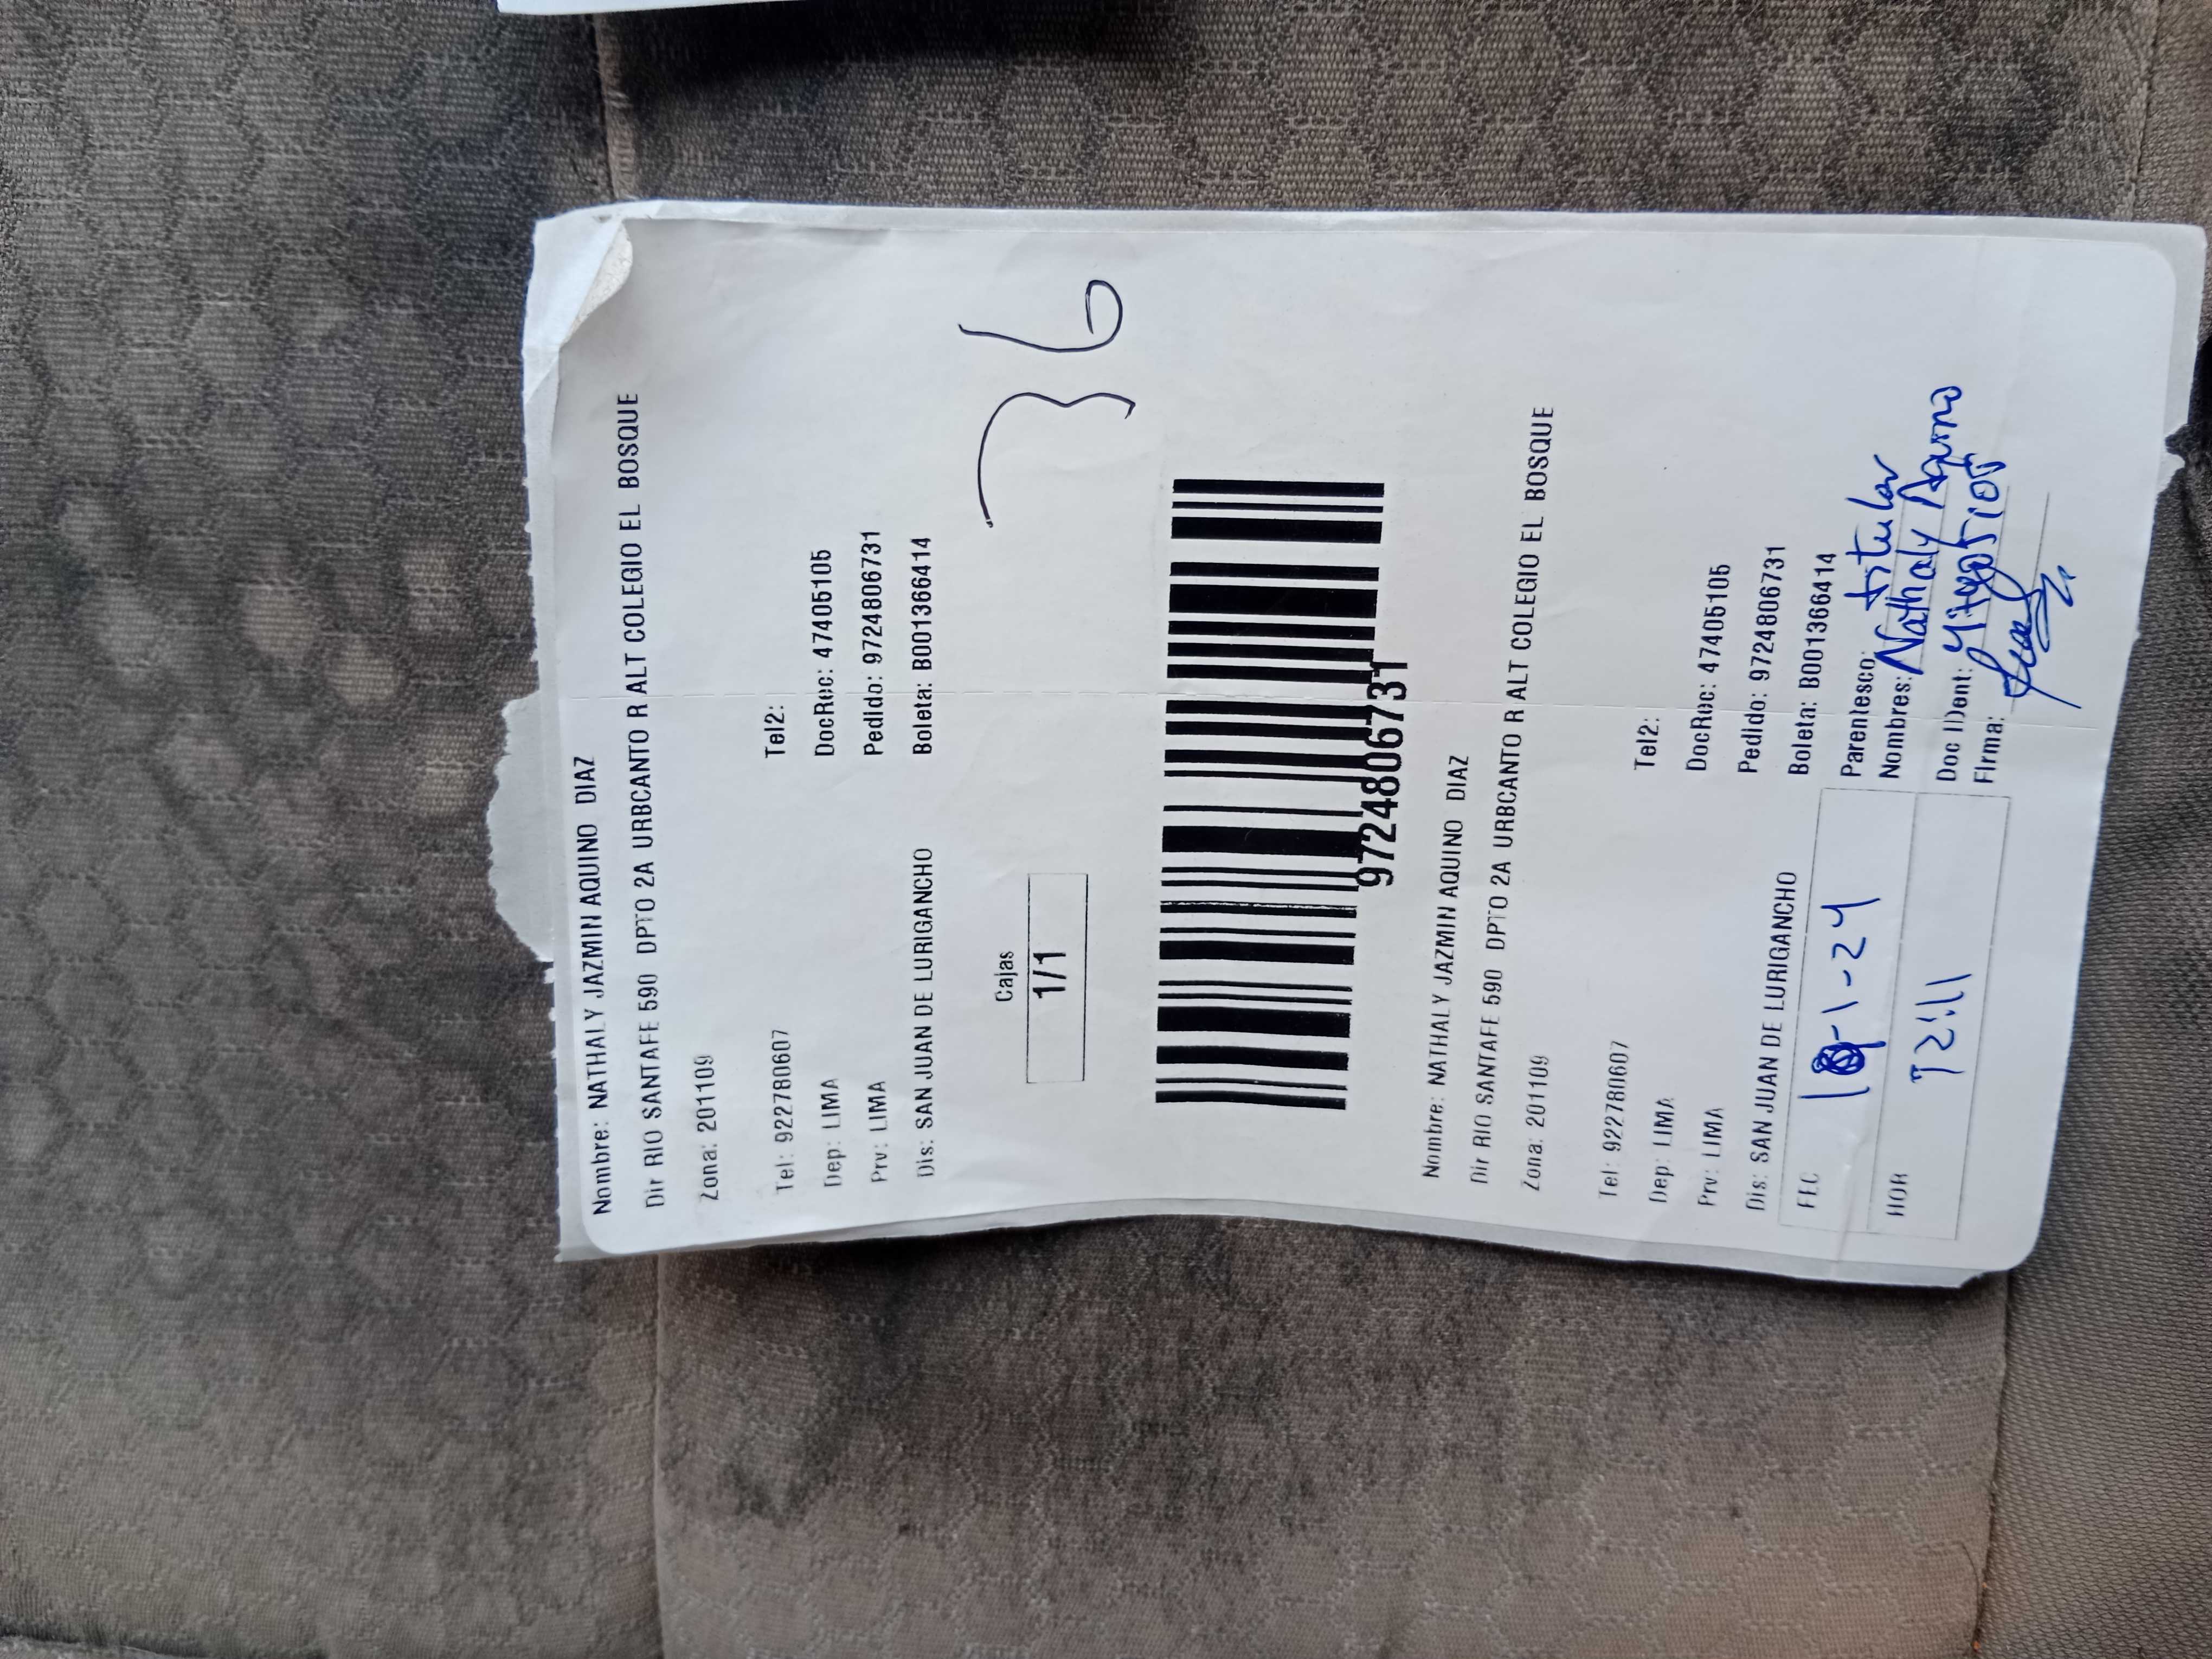 Nombre: NATHALY JAZMIN AQUINO DIAZ
Dir RIO SANTAFE 590 DPTO 2A URBCANTO R ALT COLEGIO EL BOSQUE
Zona: 201109
Tel: 922780607 Tel2:
Dep: LIMA DocRec: 47405105
Prv: LIMA Pedido: 9724806731
Dis: SAN JUAN DE LURIGANCHO Boleta: B001366414
36
Cajas
1/1
9724806731
Nombre: NATHALY JAZMIN AQUINO DIAZ
Dir RIO SANTAFE 590 DPTO 2A URBCANTO R ALT COLEGIO EL BOSQUE
Zona: 201109
Tel: 922780607 Tel2:
Dep: LIMA DocRec: 47405105
Prv: LIMA Pedido: 9724806731
Dis: SAN JUAN DE LURIGANCHO Boleta: B001366414
FEC Parentesco: titular
Nombres: Nathaly Aquino
HOR 12:11 Doc IDent:
Firma: